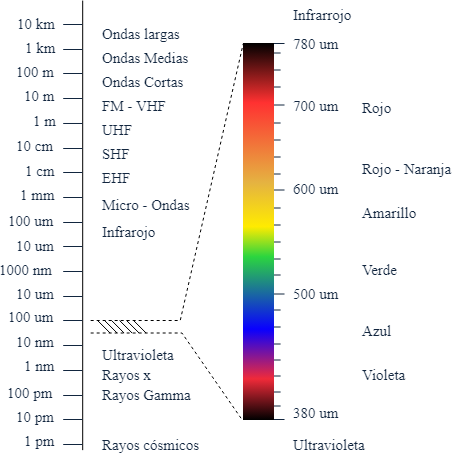 10 km
1 km
100 m
10 m
1 m
10 cm
1 cm
1 mm
100 um
10 um
1000 nm
10 um
100 um
10 nm
1 nm
100 pm
10 pm
1 pm
Ondas largas
Ondas Medias
Ondas Cortas
FM - VHF
UHF
SHF
EHF
Micro - Ondas
Infrarojo
Ultravioleta
Rayos x
Rayos Gamma
Rayos cósmicos
Infrarrojo
780 um
700 um
600 um
500 um
380 um
Ultravioleta
Rojo
Rojo - Naranja
Amarillo
Verde
Azul
Violeta